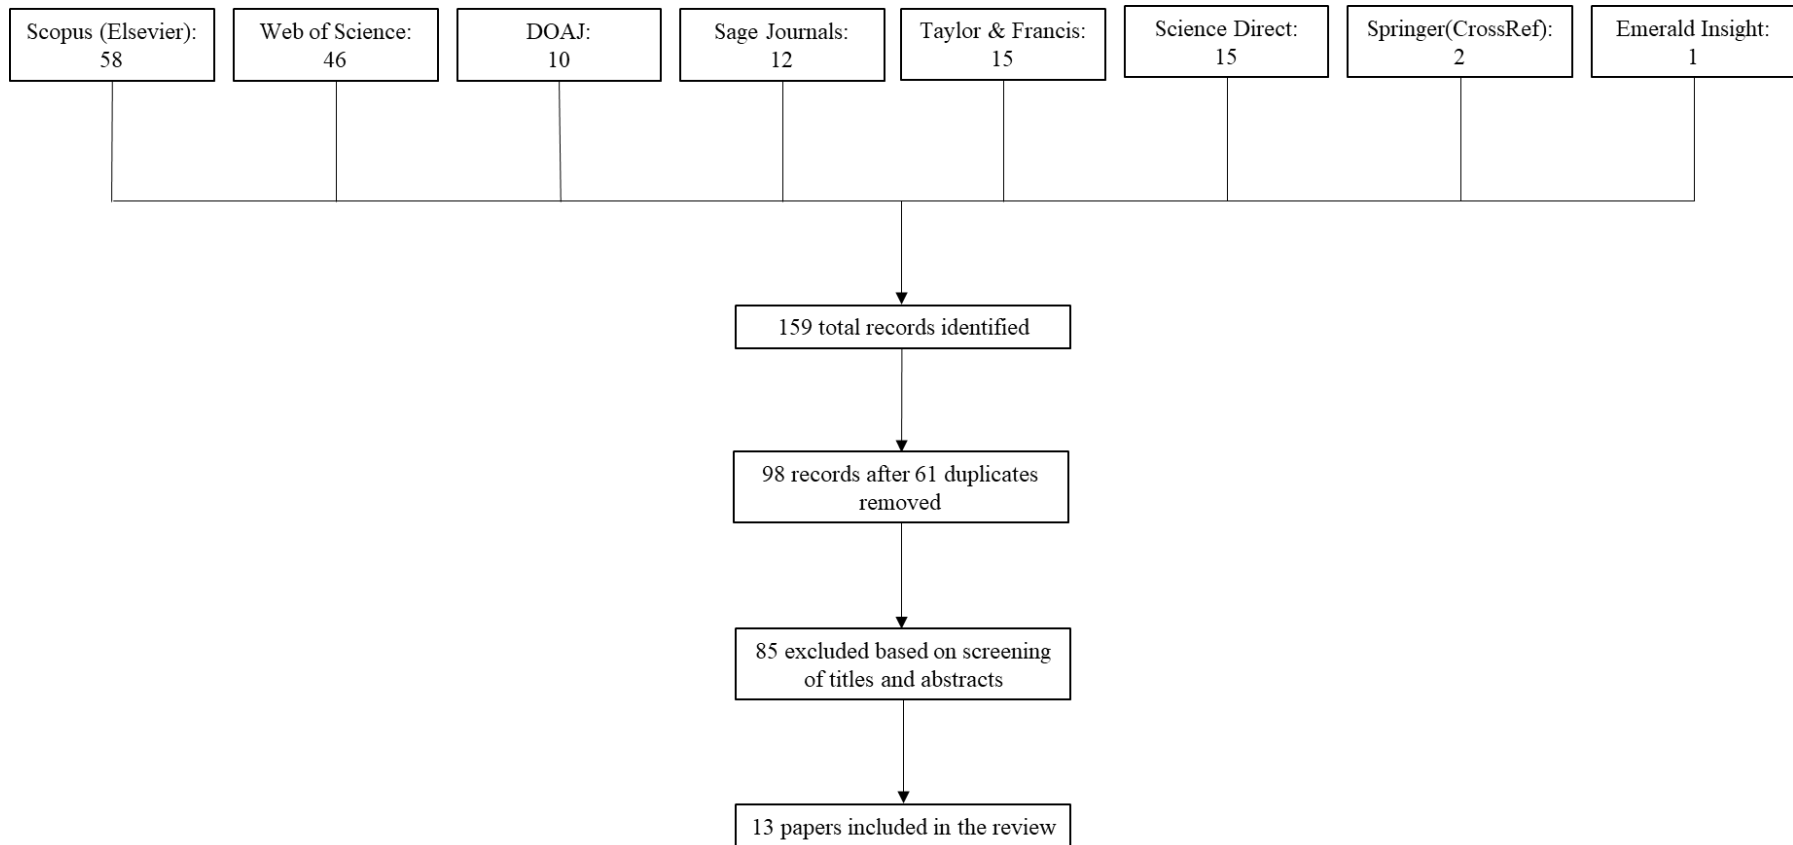 Scopus (Elsevier):
58
Web of Science:
46
DOAJ:
10
Sage Journals:
12
Taylor & Francis:
15
Science Direct:
15
Springer(CrossRef):
2
Emerald Insight:
1
159 total records identified
98 records after 61 duplicates
removed
85 excluded based on screening
of titles and abstracts
13 papers included in the review